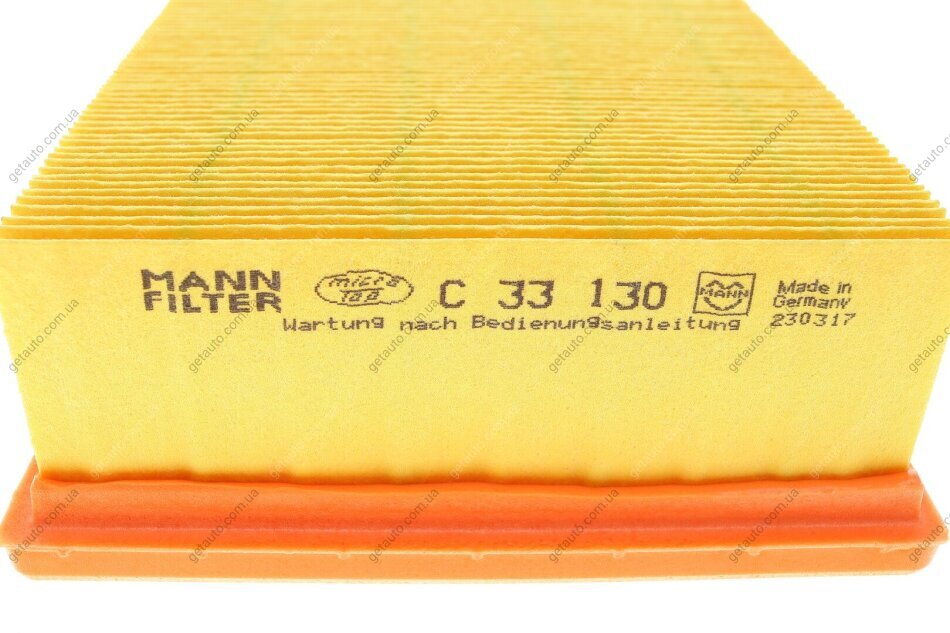 MANN
FILTER
micro
Top
C 33 130
MANN
Made in
Germany
230317
Wartung nach Bedienungsanleitung
getauto.com.ua